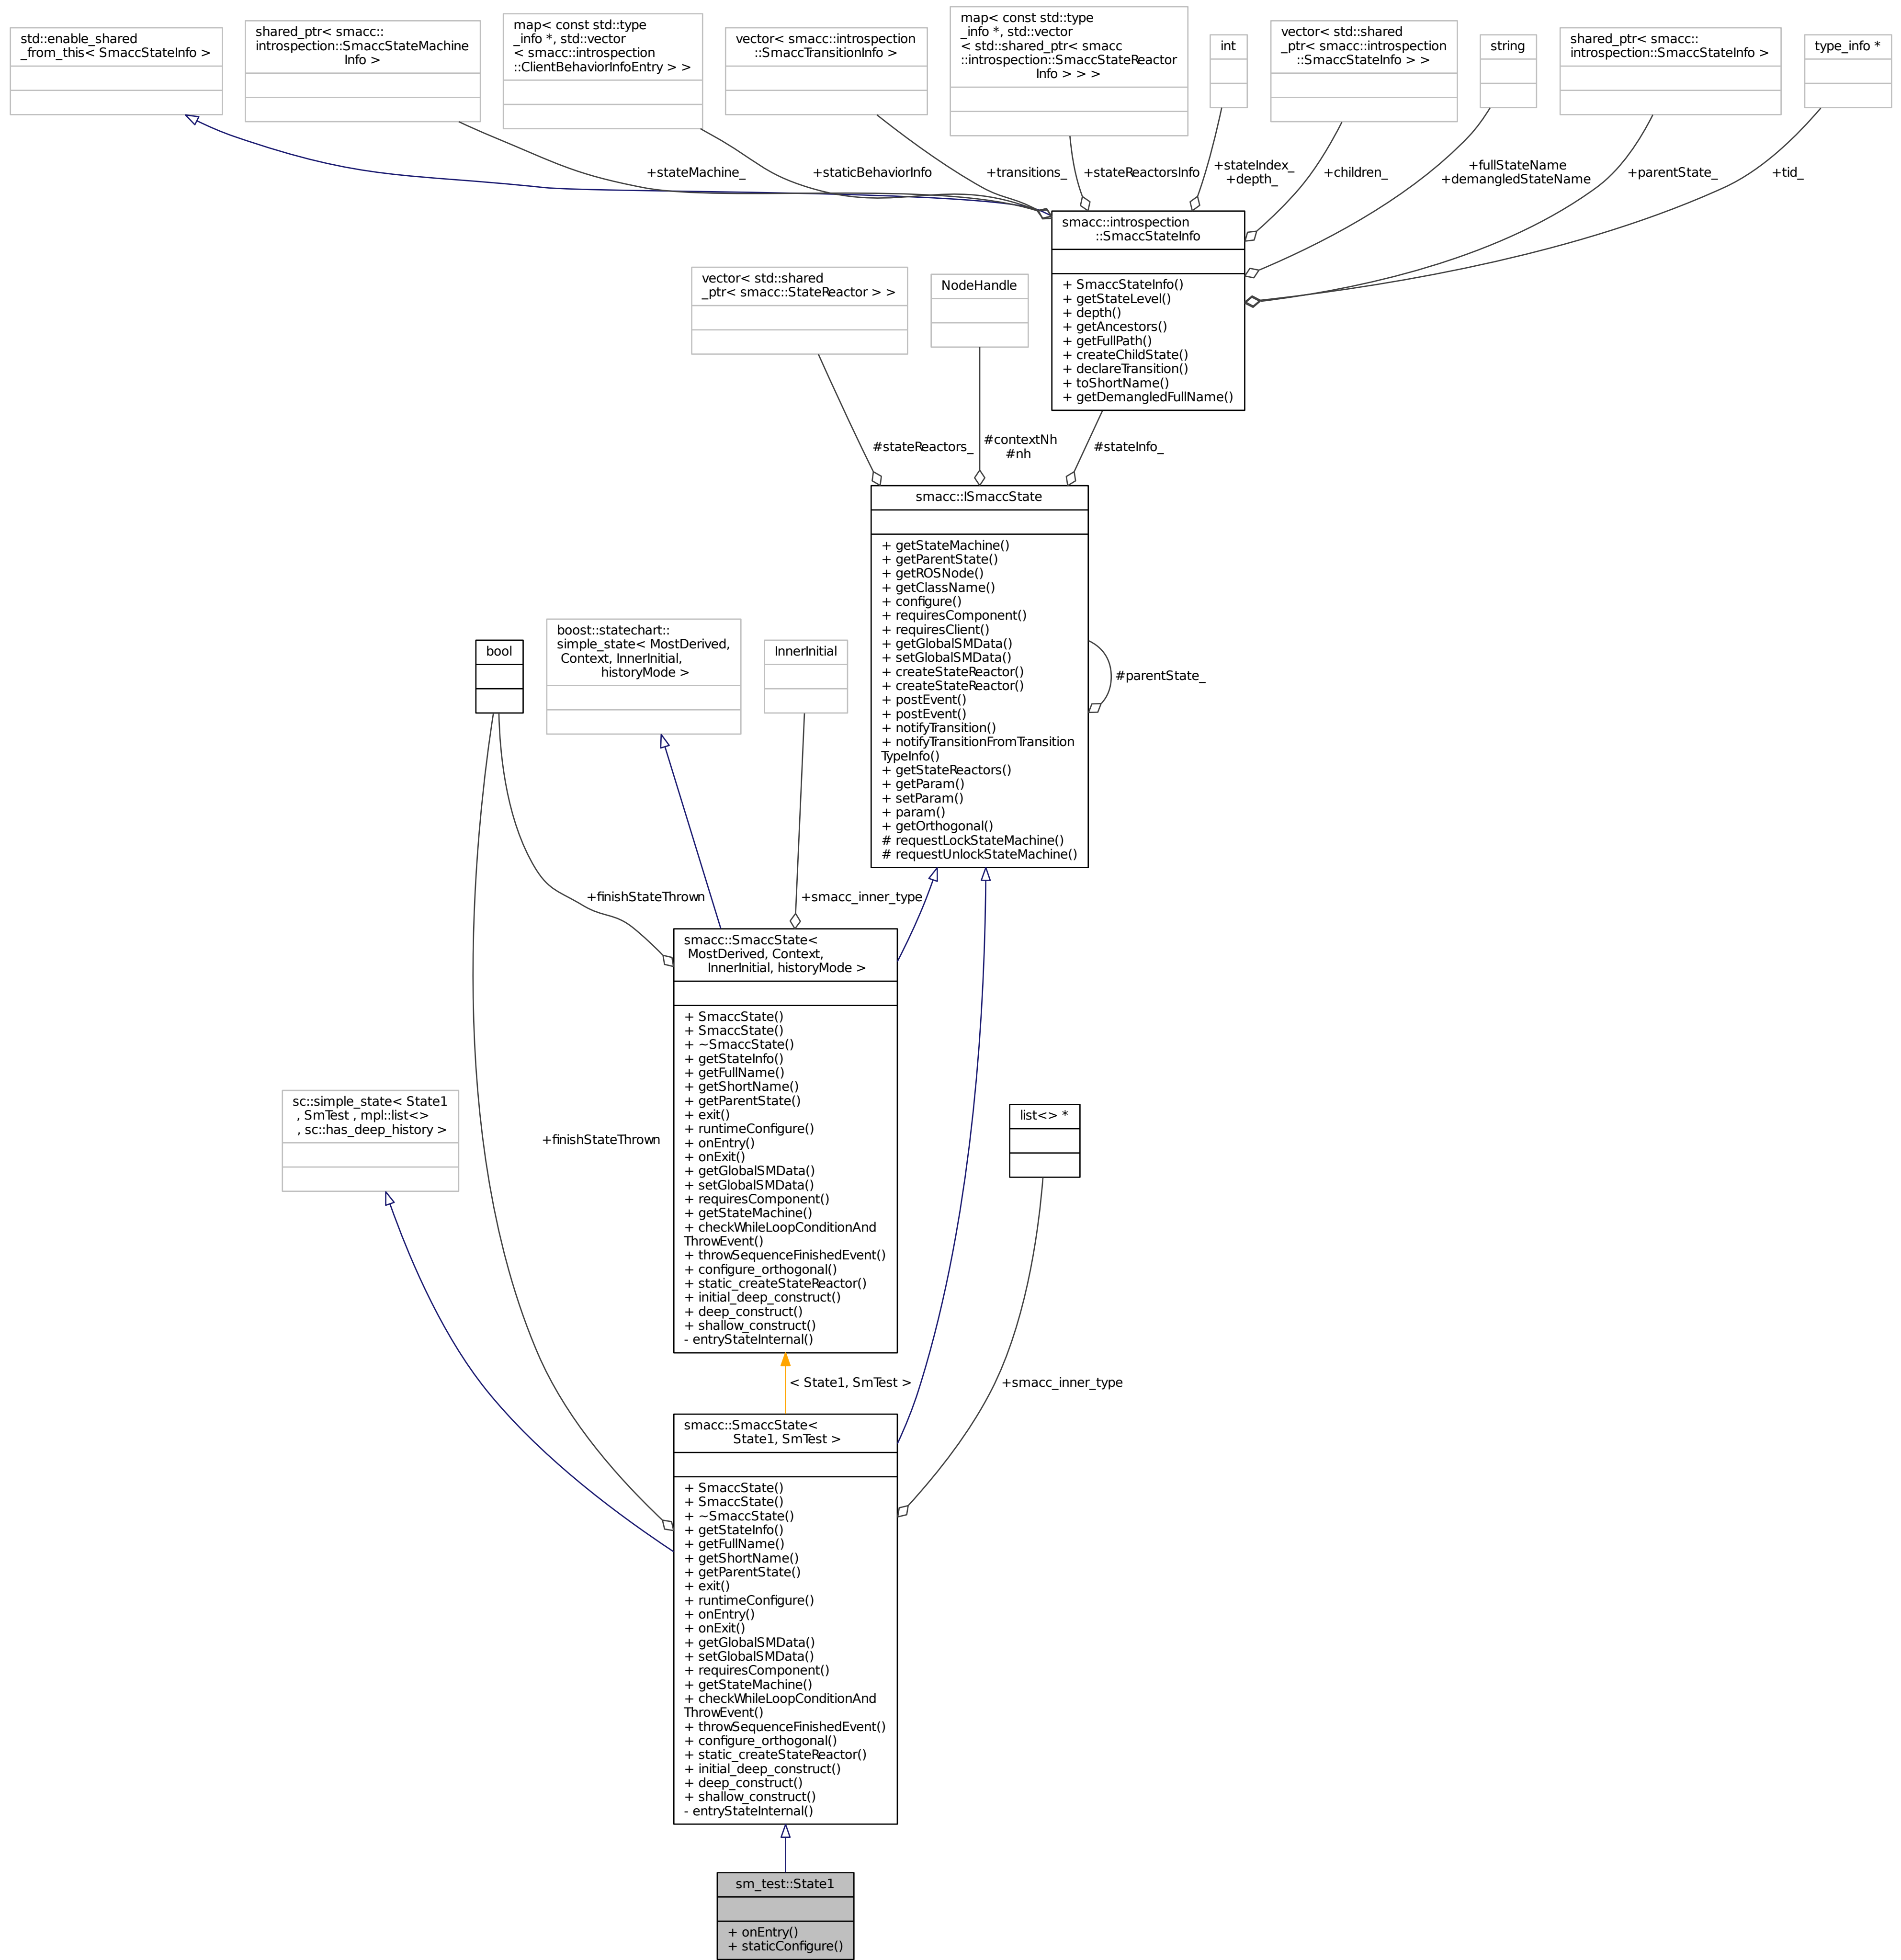 std::enable_shared
_from_this< SmaccStateInfo >
shared_ptr< smacc::
introspection::SmaccStateMachine
Info >
map< const std::type
_info *, std::vector
< smacc::introspection
::ClientBehaviorInfoEntry > >
vector< smacc::introspection
::SmaccTransitionInfo >
map< const std::type
_info *, std::vector
< std::shared_ptr< smacc
::introspection::SmaccStateReactor
Info > > >
int
vector< std::shared
_ptr< smacc::introspection
::SmaccStateInfo > >
string
shared_ptr< smacc::
introspection::SmaccStateInfo >
type_info *
+stateMachine_
+staticBehaviorInfo
+transitions_
+stateReactorsInfo
+stateIndex_
+depth_
+children_
+fullStateName
+demangledStateName
+parentState_
+tid_
smacc::introspection
::SmaccStateInfo
+ SmaccStateInfo()
+ getStateLevel()
+ depth()
+ getAncestors()
+ getFullPath()
+ createChildState()
+ declareTransition()
+ toShortName()
+ getDemangledFullName()
vector< std::shared
_ptr< smacc::StateReactor > >
NodeHandle
#stateReactors_
#contextNh
#nh
#stateInfo_
smacc::ISmaccState
+ getStateMachine()
+ getParentState()
+ getROSNode()
+ getClassName()
+ configure()
+ requiresComponent()
+ requiresClient()
+ getGlobalSMData()
+ setGlobalSMData()
+ createStateReactor()
+ createStateReactor()
+ postEvent()
+ postEvent()
+ notifyTransition()
+ notifyTransitionFromTransition
TypeInfo()
+ getStateReactors()
+ getParam()
+ setParam()
+ param()
+ getOrthogonal()
# requestLockStateMachine()
# requestUnlockStateMachine()
#parentState_
bool
boost::statechart::
simple_state< MostDerived,
Context, InnerInitial,
historyMode >
InnerInitial
+finishStateThrown
+smacc_inner_type
smacc::SmaccState<
MostDerived, Context,
InnerInitial, historyMode >
+ SmaccState()
+ SmaccState()
+ ~SmaccState()
+ getStateInfo()
+ getFullName()
+ getShortName()
+ getParentState()
+ exit()
+ runtimeConfigure()
+ onEntry()
+ onExit()
+ getGlobalSMData()
+ setGlobalSMData()
+ requiresComponent()
+ getStateMachine()
+ checkWhileLoopConditionAnd
ThrowEvent()
+ throwSequenceFinishedEvent()
+ configure_orthogonal()
+ static_createStateReactor()
+ initial_deep_construct()
+ deep_construct()
+ shallow_construct()
- entryStateInternal()
sc::simple_state< State1
, SmTest , mpl::list<>
, sc::has_deep_history >
+finishStateThrown
list<> *
< State1, SmTest >
+smacc_inner_type
smacc::SmaccState<
State1, SmTest >
+ SmaccState()
+ SmaccState()
+ ~SmaccState()
+ getStateInfo()
+ getFullName()
+ getShortName()
+ getParentState()
+ exit()
+ runtimeConfigure()
+ onEntry()
+ onExit()
+ getGlobalSMData()
+ setGlobalSMData()
+ requiresComponent()
+ getStateMachine()
+ checkWhileLoopConditionAnd
ThrowEvent()
+ throwSequenceFinishedEvent()
+ configure_orthogonal()
+ static_createStateReactor()
+ initial_deep_construct()
+ deep_construct()
+ shallow_construct()
- entryStateInternal()
sm_test::State1
+ onEntry()
+ staticConfigure()